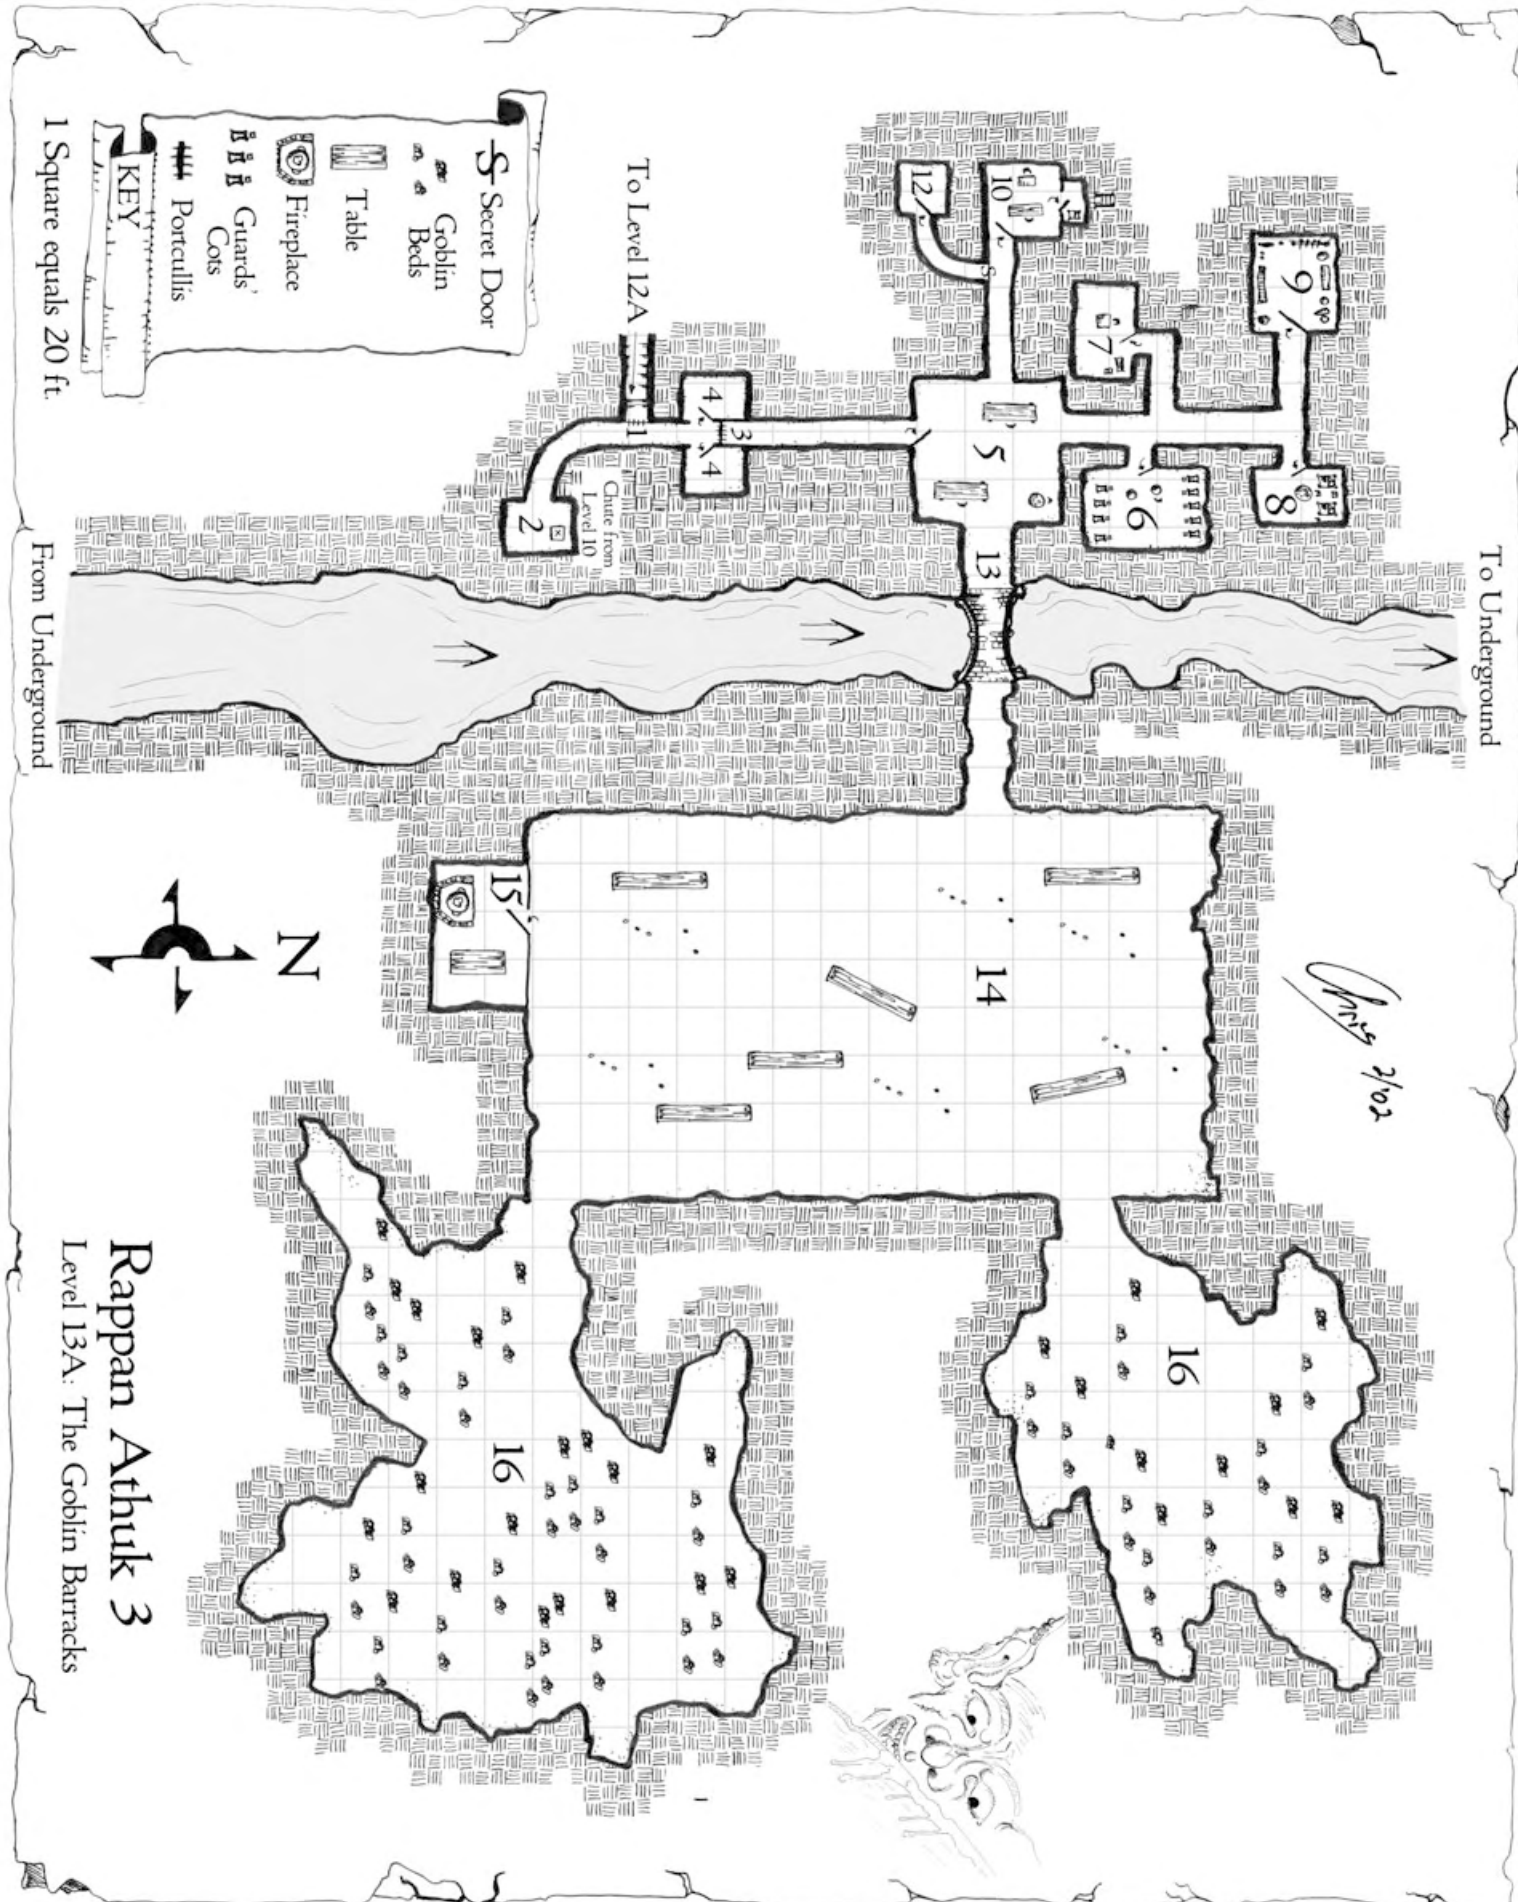 Rappan Athuk 3
Level 13A: The Goblin Barracks
To Underground
From Underground
To Level 12A
Chute from
Level 10
1
2
3
4
4
5
6
7
8
9
10
12
13
14
15
16
16
N
S Secret Door
Goblin
Beds
Table
Fireplace
Guards'
Cots
Portcullis
KEY
1 Square equals 20 ft.
S
Chris 2/02